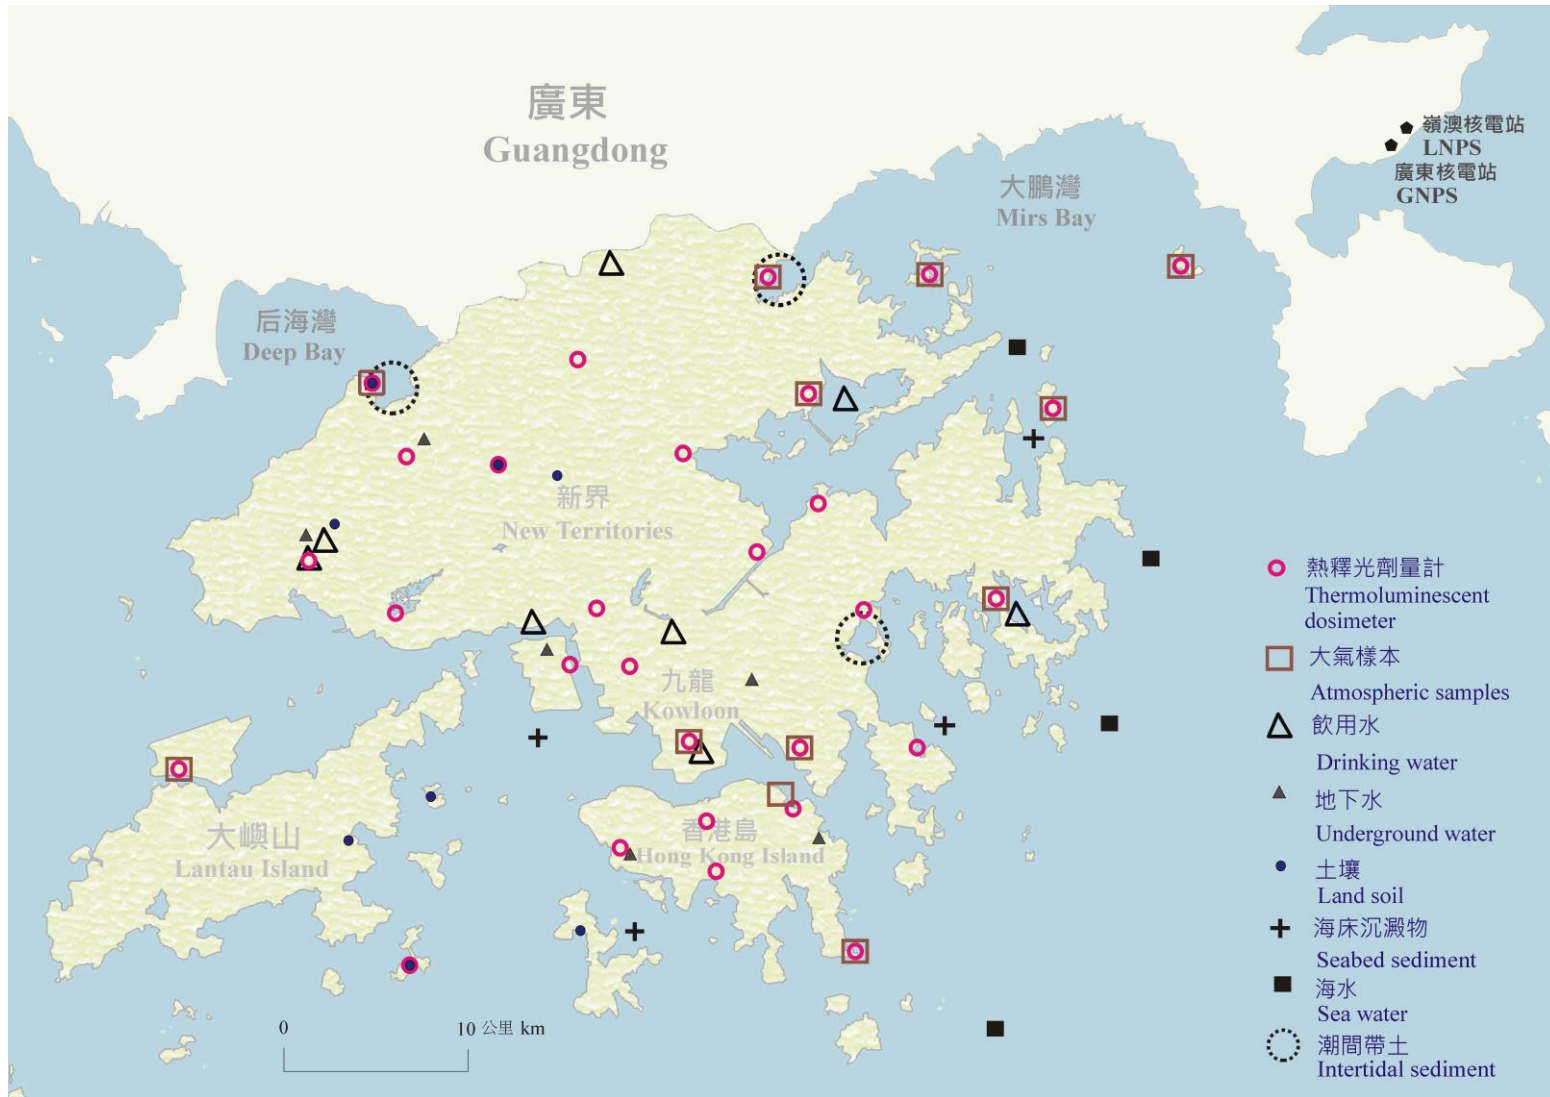 廣東
Guangdong
嶺澳核電站
LNPS
廣東核電站
GNPS
大鵬灣
Mirs Bay
后海灣
Deep Bay
新界
New Territories
九龍
Kowloon
香港島
Hong Kong Island
大嶼山
Lantau Island
0 10 公里 km
熱釋光劑量計
Thermoluminescent
dosimeter
大氣樣本
Atmospheric samples
飲用水
Drinking water
地下水
Underground water
土壤
Land soil
海床沉澱物
Seabed sediment
海水
Sea water
潮間帶土
Intertidal sediment